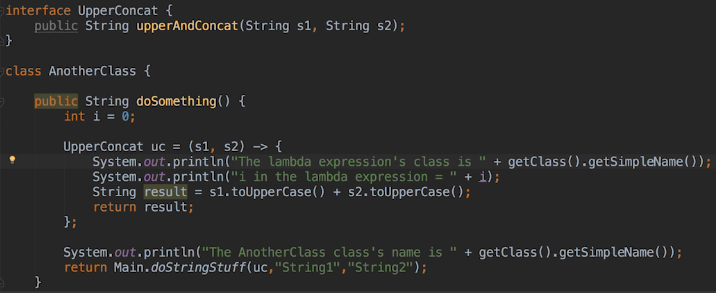 interface UpperConcat {
    public String upperAndConcat(String s1, String s2);
}
class AnotherClass {
    public String doSomething() {
        int i = 0;
        UpperConcat uc = (s1, s2) -> {
            System.out.println("The lambda expression's class is " + getClass().getSimpleName());
            System.out.println("i in the lambda expression = " + i);
            String result = s1.toUpperCase() + s2.toUpperCase();
            return result;
        };
        System.out.println("The AnotherClass class's name is " + getClass().getSimpleName());
        return Main.doStringStuff(uc,"String1","String2");
    }